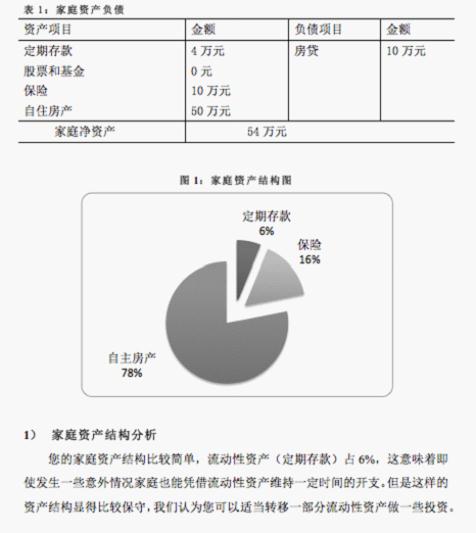 表 1：家庭资产负债
资产项目 金额 负债项目 金额
定期存款 4 万元 房贷 10 万元
股票和基金 0 元
保险 10 万元
自住房产 50 万元
家庭净资产 54 万元
图 1：家庭资产结构图
定期存款
6%
保险
16%
自主房产
78%
1） 家庭资产结构分析
您的家庭资产结构比较简单，流动性资产（定期存款）占 6%，这意味着即
使发生一些意外情况家庭也能凭借流动性资产维持一定时间的开支。但是这样的
资产结构显得比较保守，我们认为您可以适当转移一部分流动性资产做一些投资。